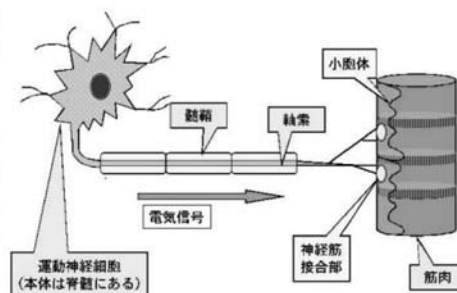 小胞体
髄鞘
軸索
電気信号
運動神経細胞
(本体は脊髄にある)
神経筋
接合部
筋肉